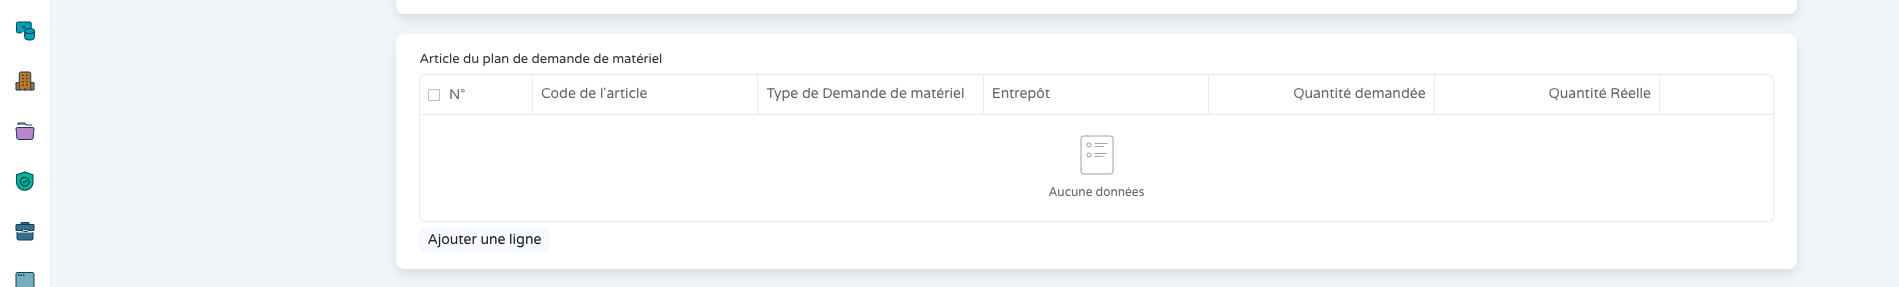 Article du plan de demande de matériel
N° Code de l'article Type de Demande de matériel Entrepôt Quantité demandée Quantité Réelle
Aucune données
Ajouter une ligne